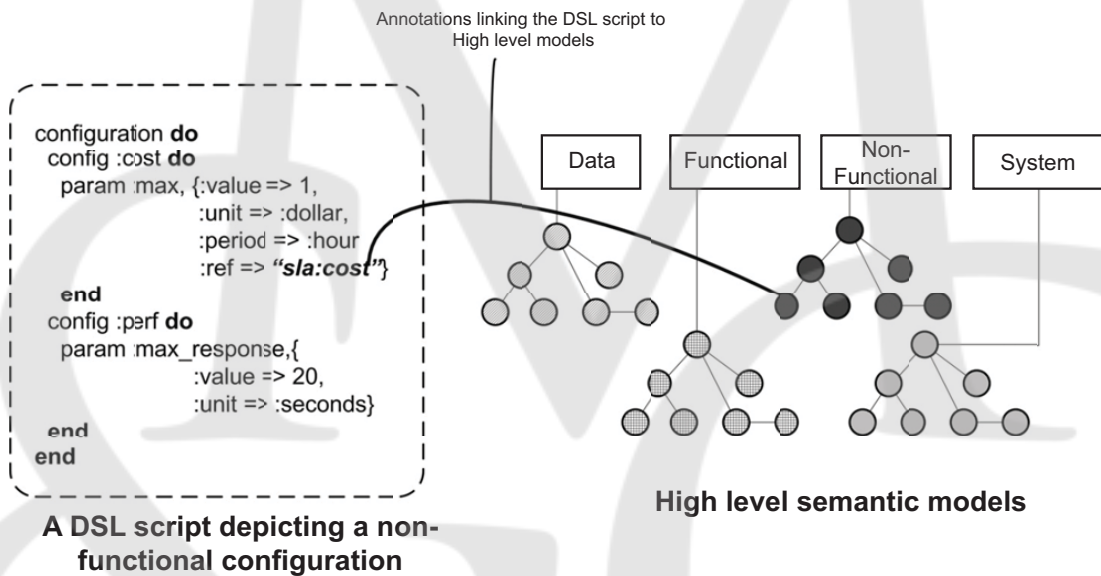 Annotations linking the DSL script to
High level models
configuration do
config :cost do
param :max, {:value => 1,
:unit => :dollar,
:period => :hour
:ref => “sla:cost”}
end
config :perf do
param :max_response,{
:value => 20,
:unit => :seconds}
end
end
A DSL script depicting a non-
functional configuration
Data
Functional
Non-
Functional
System
High level semantic models